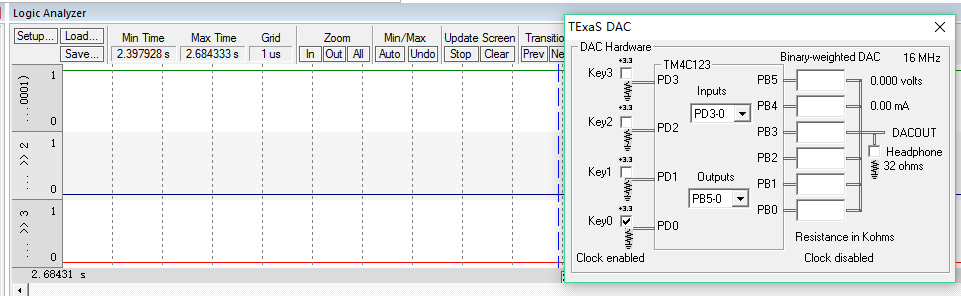 Logic Analyzer
Setup... Load... Min Time Max Time Grid Zoom Min/Max Update Screen Transition
Save... 2.397928 s 2.684333 s 1 us In Out All Auto Undo Stop Clear Prev Ne
...0001) 1
0
>> 2 1
... 0
>> 3 1
... 0
2.68431 s
TExaS DAC
DAC Hardware
+3.3
Key3
PD3
+3.3
Key2
PD2
+3.3
Key1
PD1
+3.3
Key0
PD0
Clock enabled
TM4C123
Inputs
PD3-0
Outputs
PB5-0
Binary-weighted DAC 16 MHz
PB5 0.000 volts
PB4 0.00 mA
PB3 DACOUT
PB2 Headphone
32 ohms
PB1
PB0
Resistance in Kohms
Clock disabled